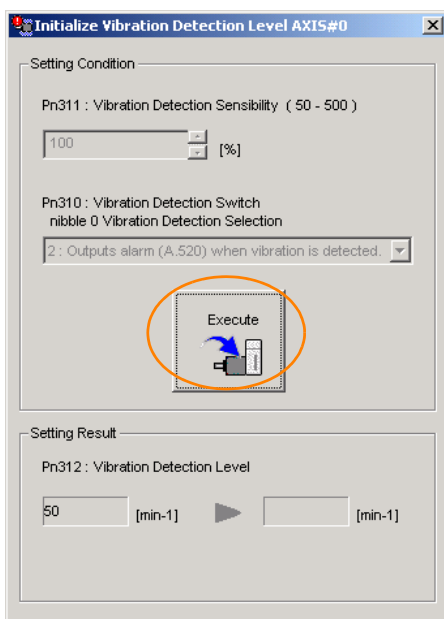 Initialize Vibration Detection Level AXIS#0
Setting Condition
Pn311 : Vibration Detection Sensibility ( 50 - 500 )
100 [%]
Pn310 : Vibration Detection Switch
nibble 0 Vibration Detection Selection
2 : Outputs alarm (A.520) when vibration is detected.
Execute
Setting Result
Pn312 : Vibration Detection Level
50 [min-1] [min-1]